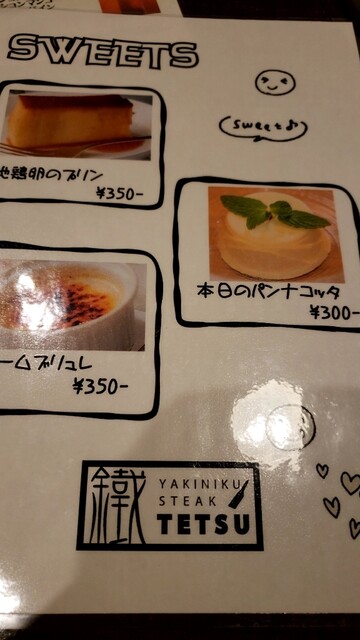 SWEETS
sweet♪
地鶏卵のプリン
¥350-
本日のパンナコッタ
¥300-
ームブリュレ
¥350-
鐵
YAKINIKU
STEAK
TETSU